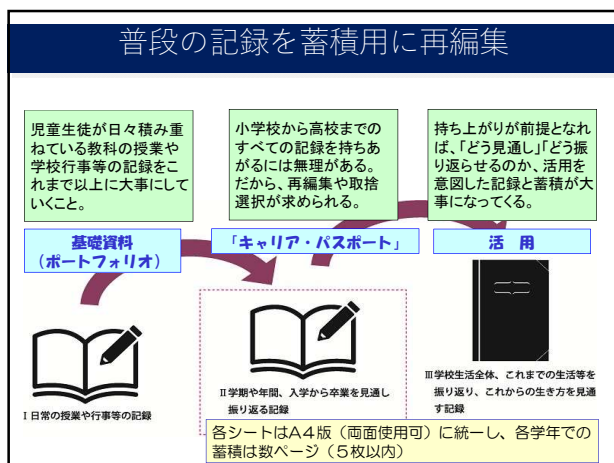 普段の記録を蓄積用に再編集
児童生徒が日々積み重
ねている教科の授業や
学校行事等の記録をこ
れまで以上に大事にして
いくこと。
小学校から高校までの
すべての記録を持ちあ
がるには無理がある。
だから、再編集や取捨
選択が求められる。
持ち上がりが前提となれ
ば、「どう見通し」「どう振
り返らせるのか、活用を
意図した記録と蓄積が大
事になってくる。
基礎資料
（ポートフォリオ）
「キャリア・パスポート」
活 用
Ⅰ日常の授業や行事等の記録
Ⅱ学期や年間、入学から卒業を見通し
振り返る記録
Ⅲ学校生活全体、これまでの生活等を
振り返り、これからの生き方を見通
す記録
各シートはA４版（両面使用可）に統一し、各学年での
蓄積は数ページ（５枚以内）